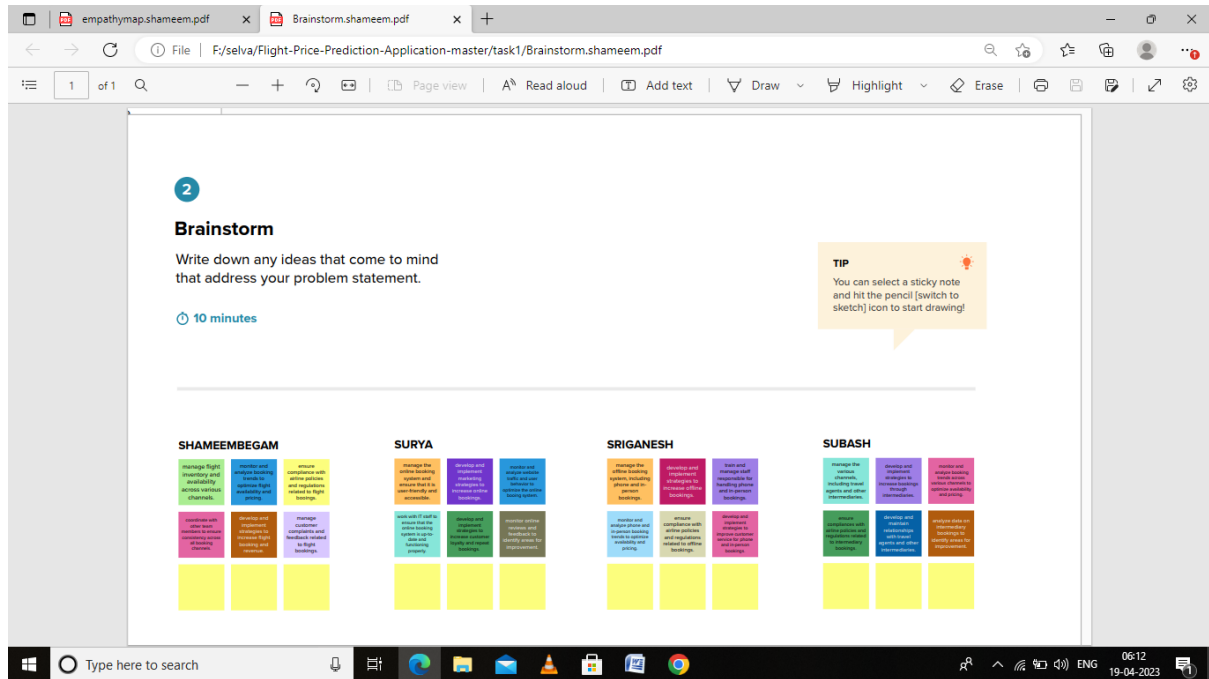 empathymap.shameem.pdf
Brainstorm.shameem.pdf
File
F:/selva/Flight-Price-Prediction-Application-master/task1/Brainstorm.shameem.pdf
1 of 1
Page view
Read aloud
Add text
Draw
Highlight
Erase
2
Brainstorm
Write down any ideas that come to mind
that address your problem statement.
10 minutes
TIP
You can select a sticky note
and hit the pencil [switch to
sketch] icon to start drawing!
SHAMEEMBEGAM
manage flight
inventory and
availability
across various
channels.
monitor and
analyze booking
trends to
optimise flight
availability and
pricing.
ensure
compliance with
airline policies
and regulations
related to flight
bookings.
coordinate with
other team
members to ensure
consistency across
all booking
channels.
develop and
implement
strategies to
increase flight
booking and
revenue
manage
customer
complaints and
feedback related
to flight
bookings.
SURYA
manage the
online booking
system and
ensure that it is
user-friendly and
accessible.
develop and
implement
marketing
strategies to
increase online
bookings.
monitor and
analyze website
traffic and user
behaviour to
optimize the online
work with IT staff to
ensure that the
online booking
system is up-to-
date and
functioning
properly
develop and
implement
strategies to
increase customer
loyalty and repeat
bookings.
monitor online
reviews and
feedback to
identify areas for
improvement.
SRIGANESH
manage the
offline booking
system, including
phone and in-
person
bookings.
develop and
implement
strategies to
increase offline
bookings.
train and
manage staff
responsible for
handling phone
and in-person
bookings.
monitor and
analyze phone and
in-person booking
trends to optimize
availability and
pricing.
ensure
compliance with
airline policies
and regulations
related to offline
bookings.
develop and
implement
strategies to
improve customer
service for phone
and in-person
bookings
SUBASH
manage the
various
channels,
including travel
agents and other
intermediaries.
develop and
implement
strategies to
increase bookings
through
intermediaries.
monitor and
analyze booking
trends across
various channels to
optimize availability
and pricing.
ensure
compliances with
airline policies and
regulations related
to intermediary
bookings.
develop and
maintain
relationships
with travel
agents and other
intermediaries.
analyse data on
intermediary
bookings to
identify areas for
improvement.
Type here to search
ENG
06:12
19-04-2023